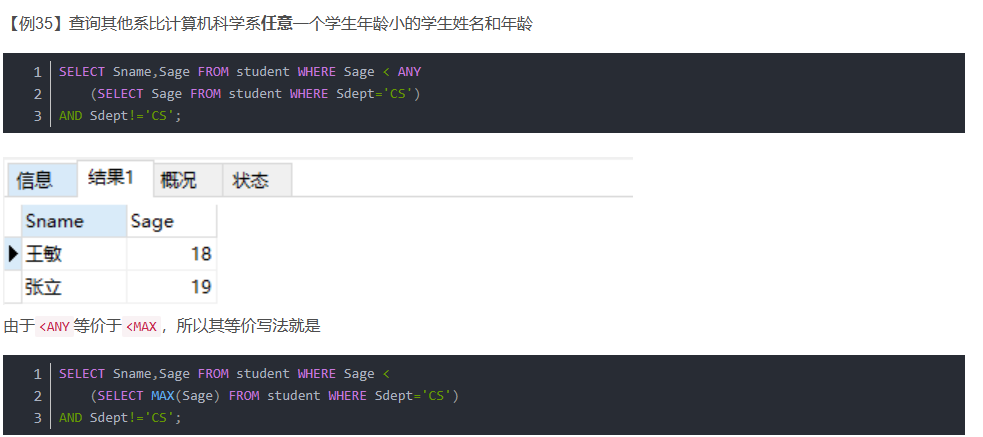 【例35】查询其他系比计算机科学系任意一个学生年龄小的学生姓名和年龄
1 SELECT Sname,Sage FROM student WHERE Sage < ANY
2 (SELECT Sage FROM student WHERE Sdept='CS')
3 AND Sdept!='CS';
信息 结果1 概况 状态
Sname Sage
王敏 18
张立 19
由于<ANY等价于<MAX，所以其等价写法就是
1 SELECT Sname,Sage FROM student WHERE Sage <
2 (SELECT MAX(Sage) FROM student WHERE Sdept='CS')
3 AND Sdept!='CS';